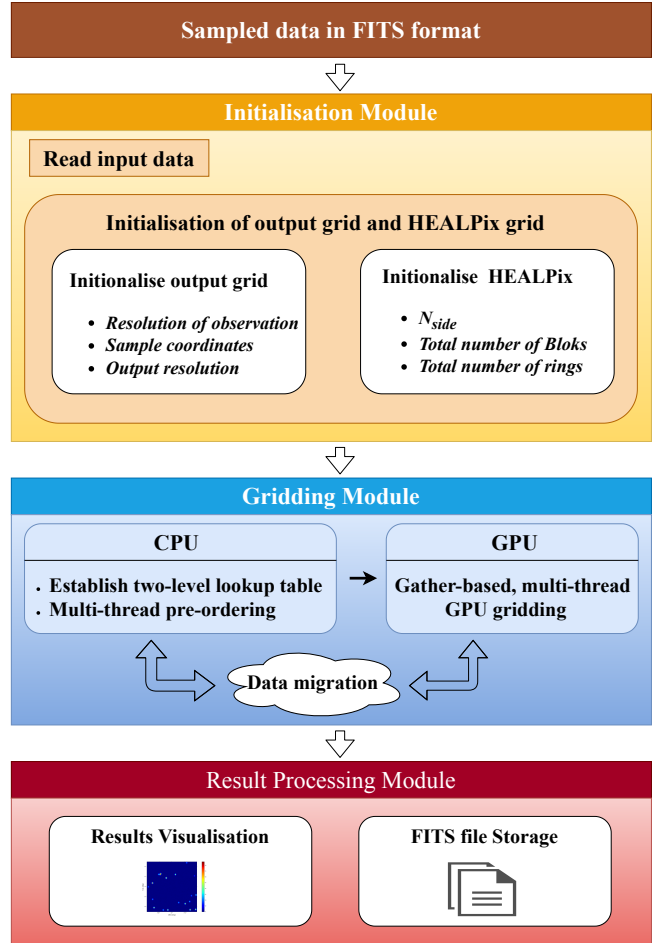 Sampled data in FITS format
Initialisation Module
Read input data
Initialisation of output grid and HEALPix grid
Initionalise output grid
• Resolution of observation
• Sample coordinates
• Output resolution
Initionalise HEALPix
• Nside
• Total number of Bloks
• Total number of rings
Gridding Module
CPU
• Establish two-level lookup table
• Multi-thread pre-ordering
GPU
Gather-based, multi-thread
GPU gridding
Data migration
Result Processing Module
Results Visualisation
FITS file Storage